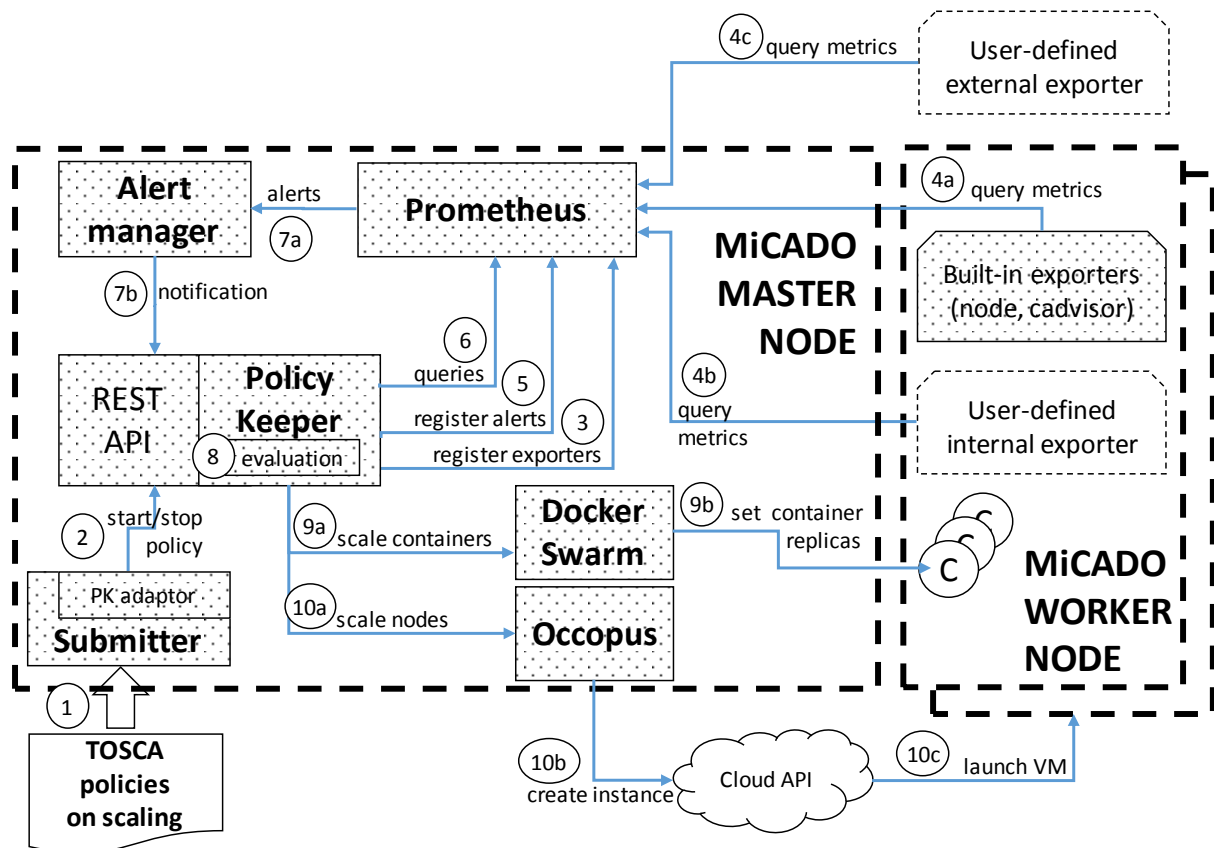 4c
query metrics
User-defined
external exporter
Alert
manager
alerts
7a
Prometheus
4a
query metrics
MiCADO
MASTER
NODE
Built-in exporters
(node, cadvisor)
7b
notification
6
queries
5
register alerts
3
register exporters
4b
query
metrics
User-defined
internal exporter
REST
API
Policy
Keeper
8
evaluation
2
start/stop
policy
9a
scale containers
Docker
Swarm
9b
set container
replicas
C
C
C
MiCADO
WORKER
NODE
PK adaptor
Submitter
10a
scale nodes
Occopus
1
TOSCA
policies
on scaling
10b
create instance
Cloud API
10c
launch VM